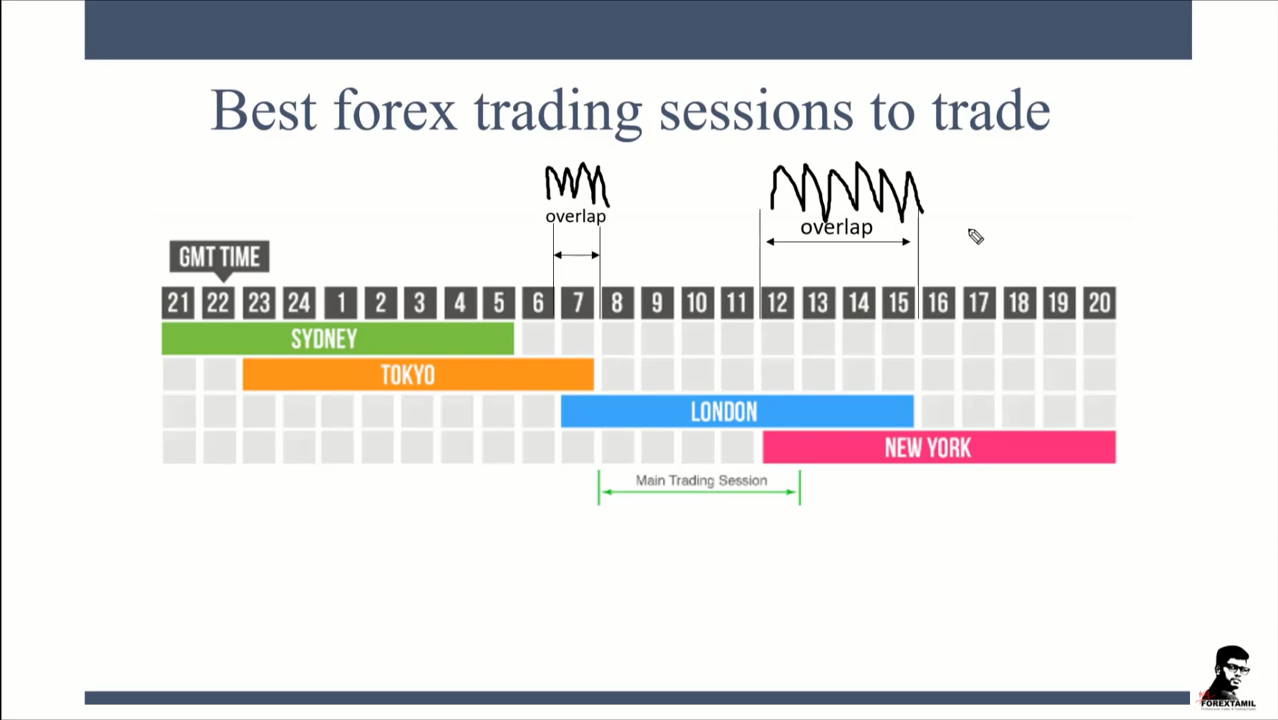 Best forex trading sessions to trade
overlap
overlap
GMT TIME
21 22 23 24 1 2 3 4 5 6 7 8 9 10 11 12 13 14 15 16 17 18 19 20
SYDNEY
TOKYO
LONDON
NEW YORK
Main Trading Session
FOREXTAMIL